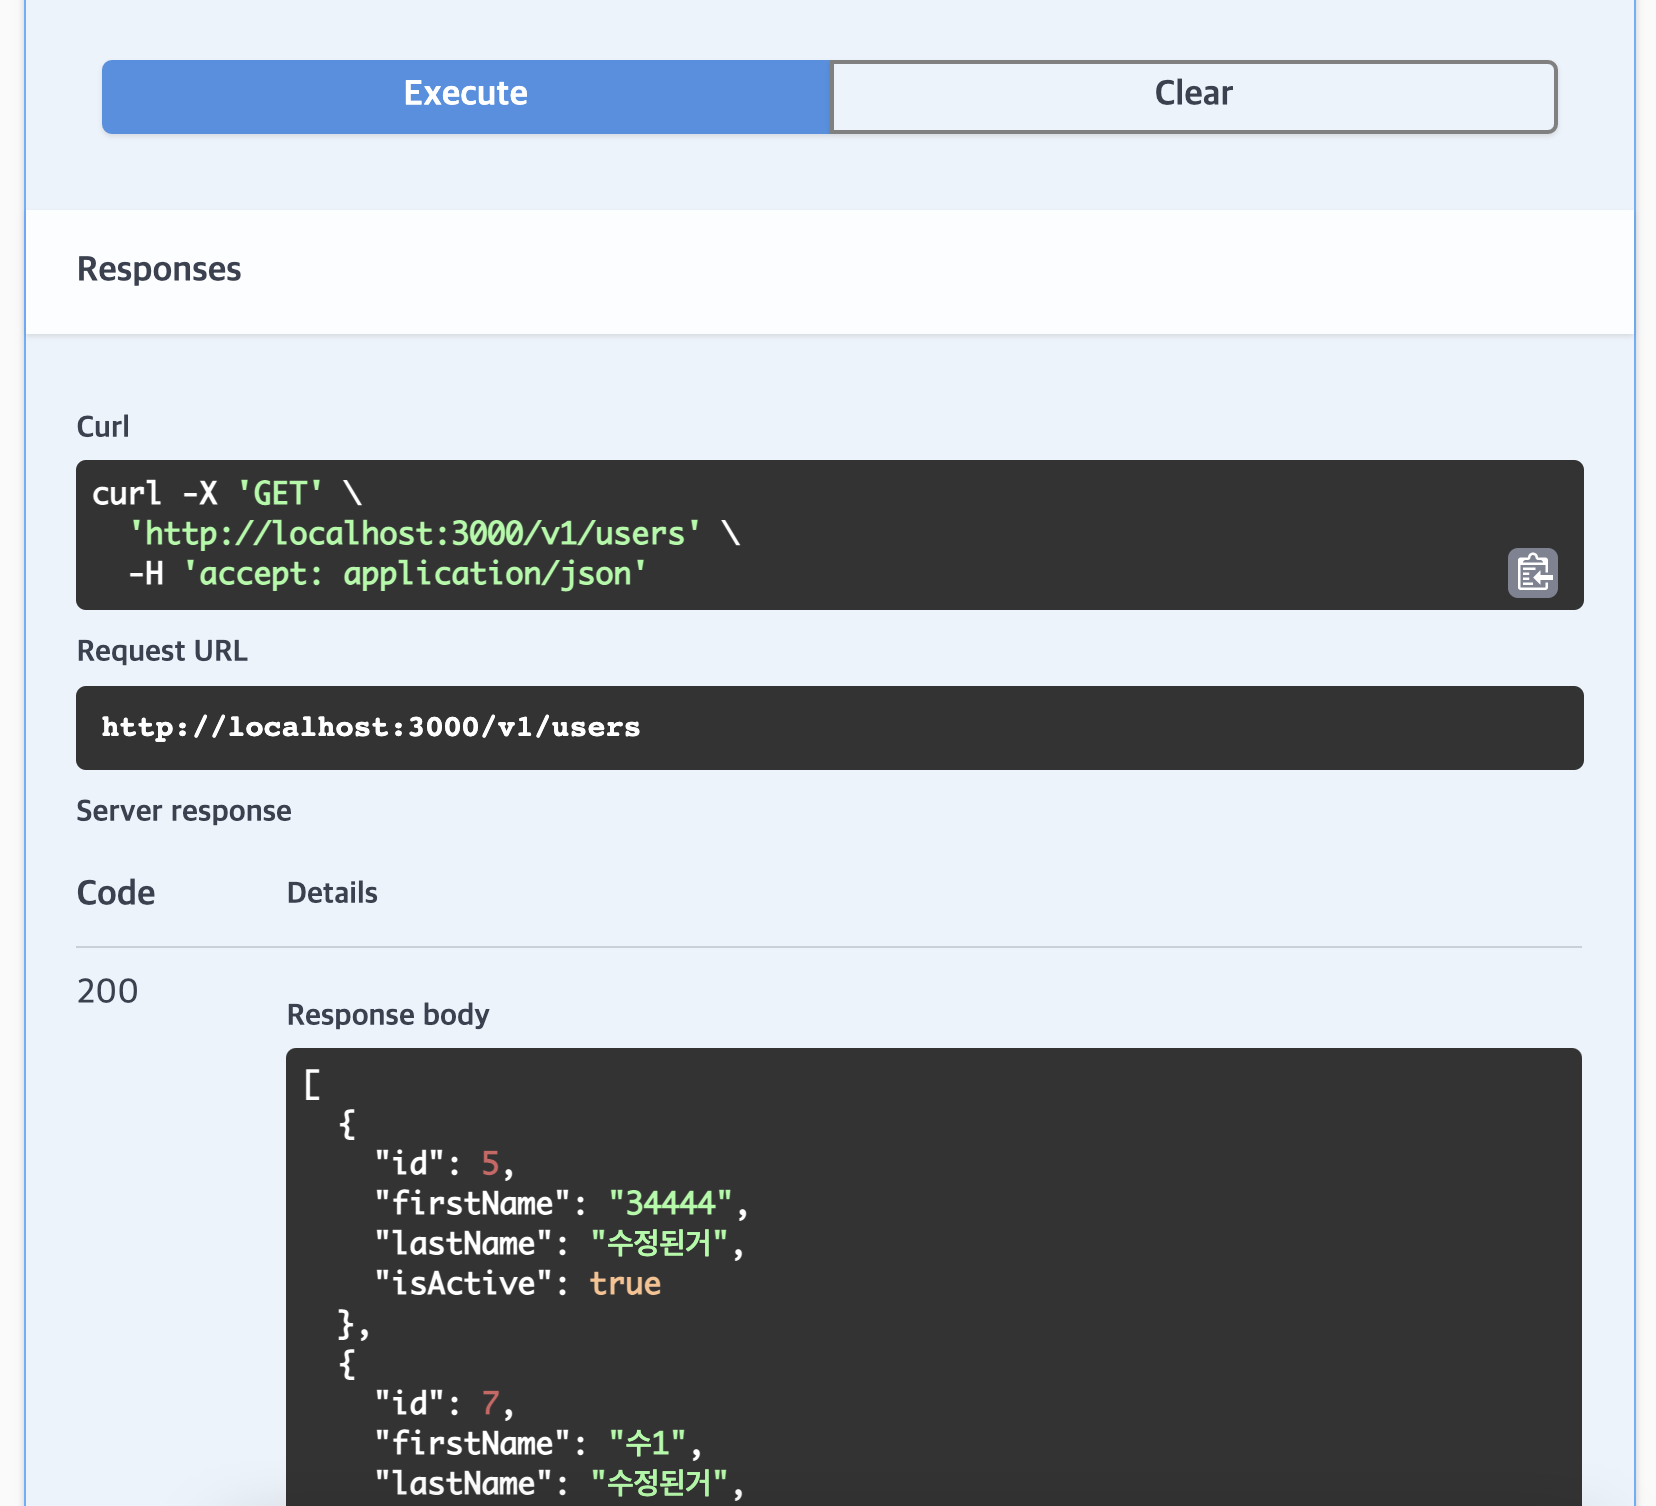 Execute
Clear
Responses
Curl
curl -X 'GET' \
'http://localhost:3000/v1/users' \
-H 'accept: application/json'
Request URL
http://localhost:3000/v1/users
Server response
Code
Details
200
Response body
[
{
"id": 5,
"firstName": "34444",
"lastName": "수정된거",
"isActive": true
},
{
"id": 7,
"firstName": "수1",
"lastName": "수정된거",